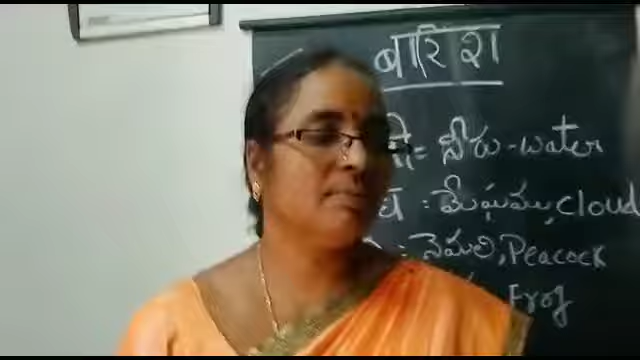 बारिश
= నీరు - water
: మేఘము, cloud
: నెమలి, Peacock
Frog